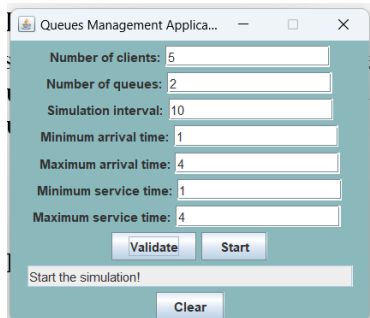 Queues Management Applica...
Number of clients: 5
Number of queues: 2
Simulation interval: 10
Minimum arrival time: 1
Maximum arrival time: 4
Minimum service time: 1
Maximum service time: 4
Validate Start
Start the simulation!
Clear